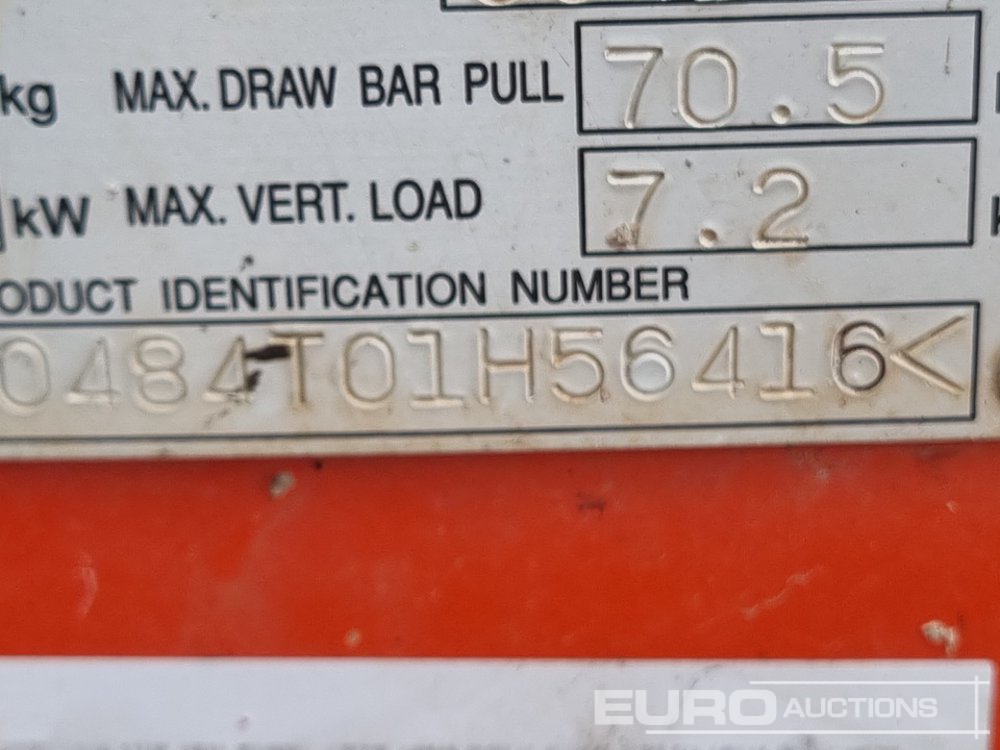 kg MAX. DRAW BAR PULL 70.5
kW MAX. VERT. LOAD 7.2
ODUCT IDENTIFICATION NUMBER
0484T01H56416<
EURO AUCTIONS